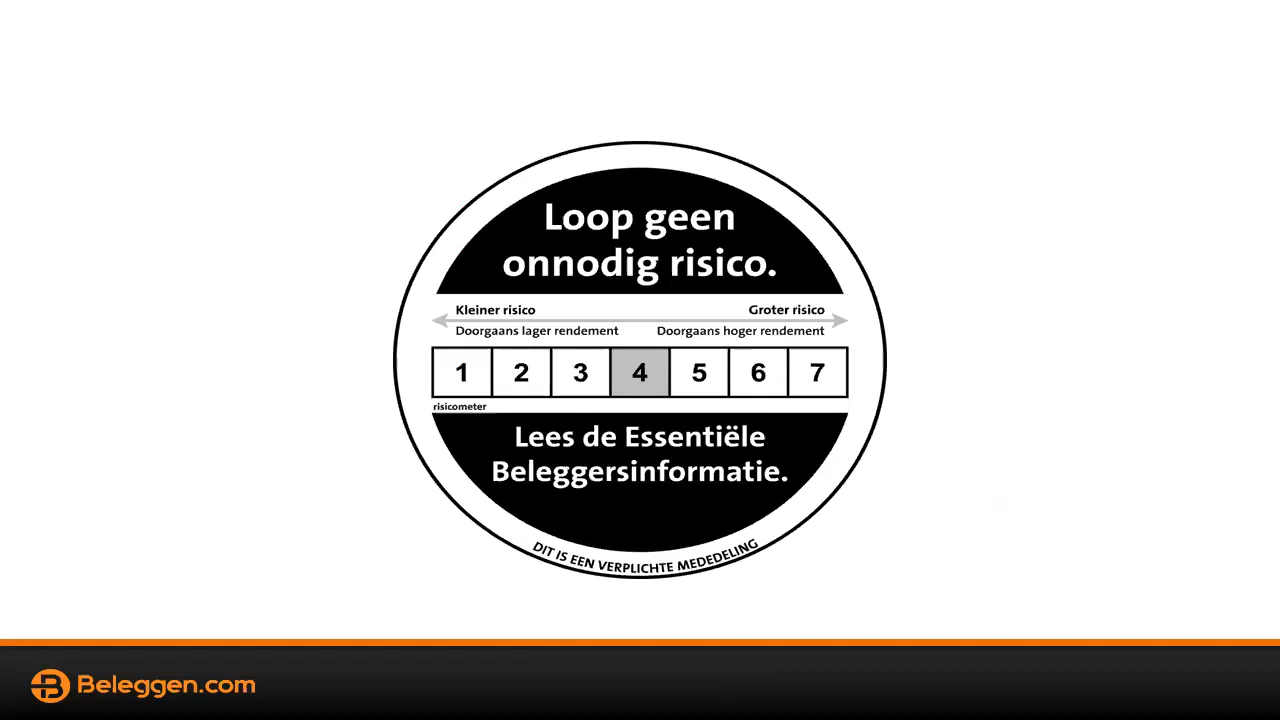 Loop geen
onnodig risico.
Kleiner risico Groter risico
Doorgaans lager rendement Doorgaans hoger rendement
1 2 3 4 5 6 7
risicometer
Lees de Essentiële
Beleggersinformatie.
DIT IS EEN VERPLICHTE MEDEDELING
Beleggen.com